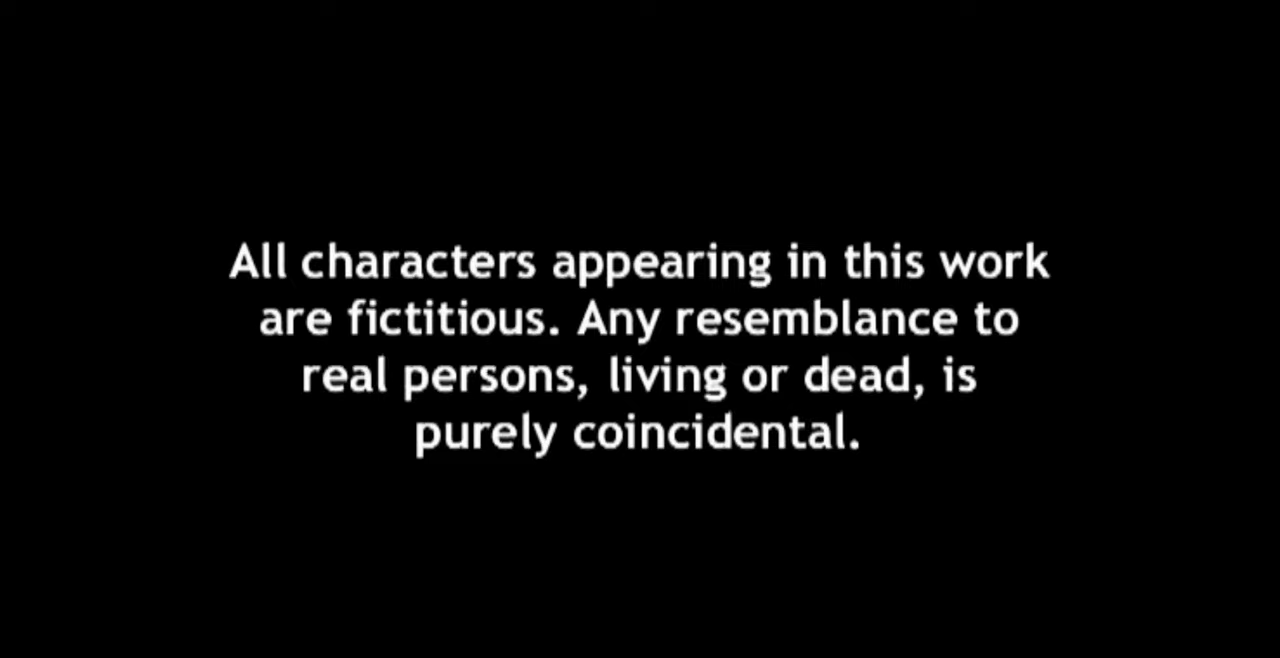 All characters appearing in this work
are fictitious. Any resemblance to
real persons, living or dead, is
purely coincidental.